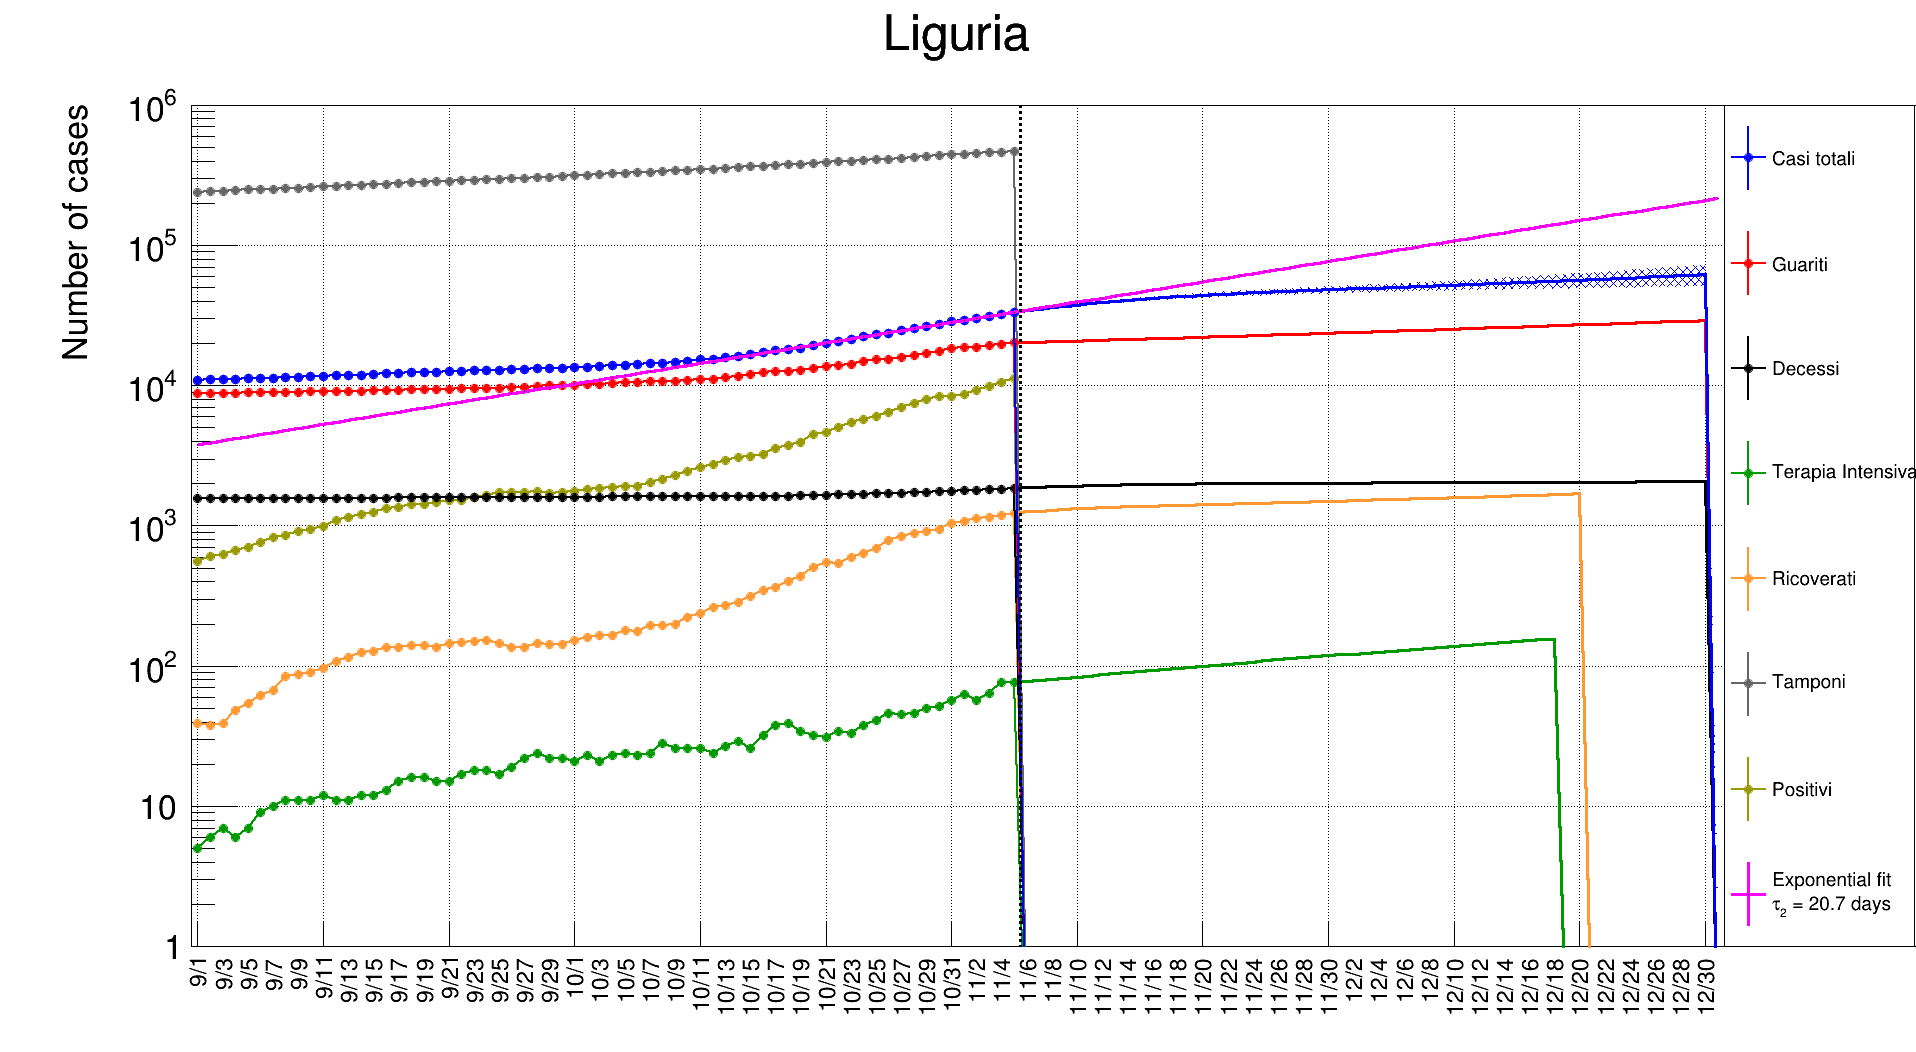 Liguria
Number of cases
10^6
10^5
10^4
10^3
10^2
10
1
9/1 9/3 9/5 9/7 9/9 9/11 9/13 9/15 9/17 9/19 9/21 9/23 9/25 9/27 9/29 10/1 10/3 10/5 10/7 10/9 10/11 10/13 10/15 10/17 10/19 10/21 10/23 10/25 10/27 10/29 10/31 11/2 11/4 11/6 11/8 11/10 11/12 11/14 11/16 11/18 11/20 11/22 11/24 11/26 11/28 11/30 12/2 12/4 12/6 12/8 12/10 12/12 12/14 12/16 12/18 12/20 12/22 12/24 12/26 12/28 12/30
Casi totali
Guariti
Decessi
Terapia Intensiva
Ricoverati
Tamponi
Positivi
Exponential fit
τ₂ = 20.7 days